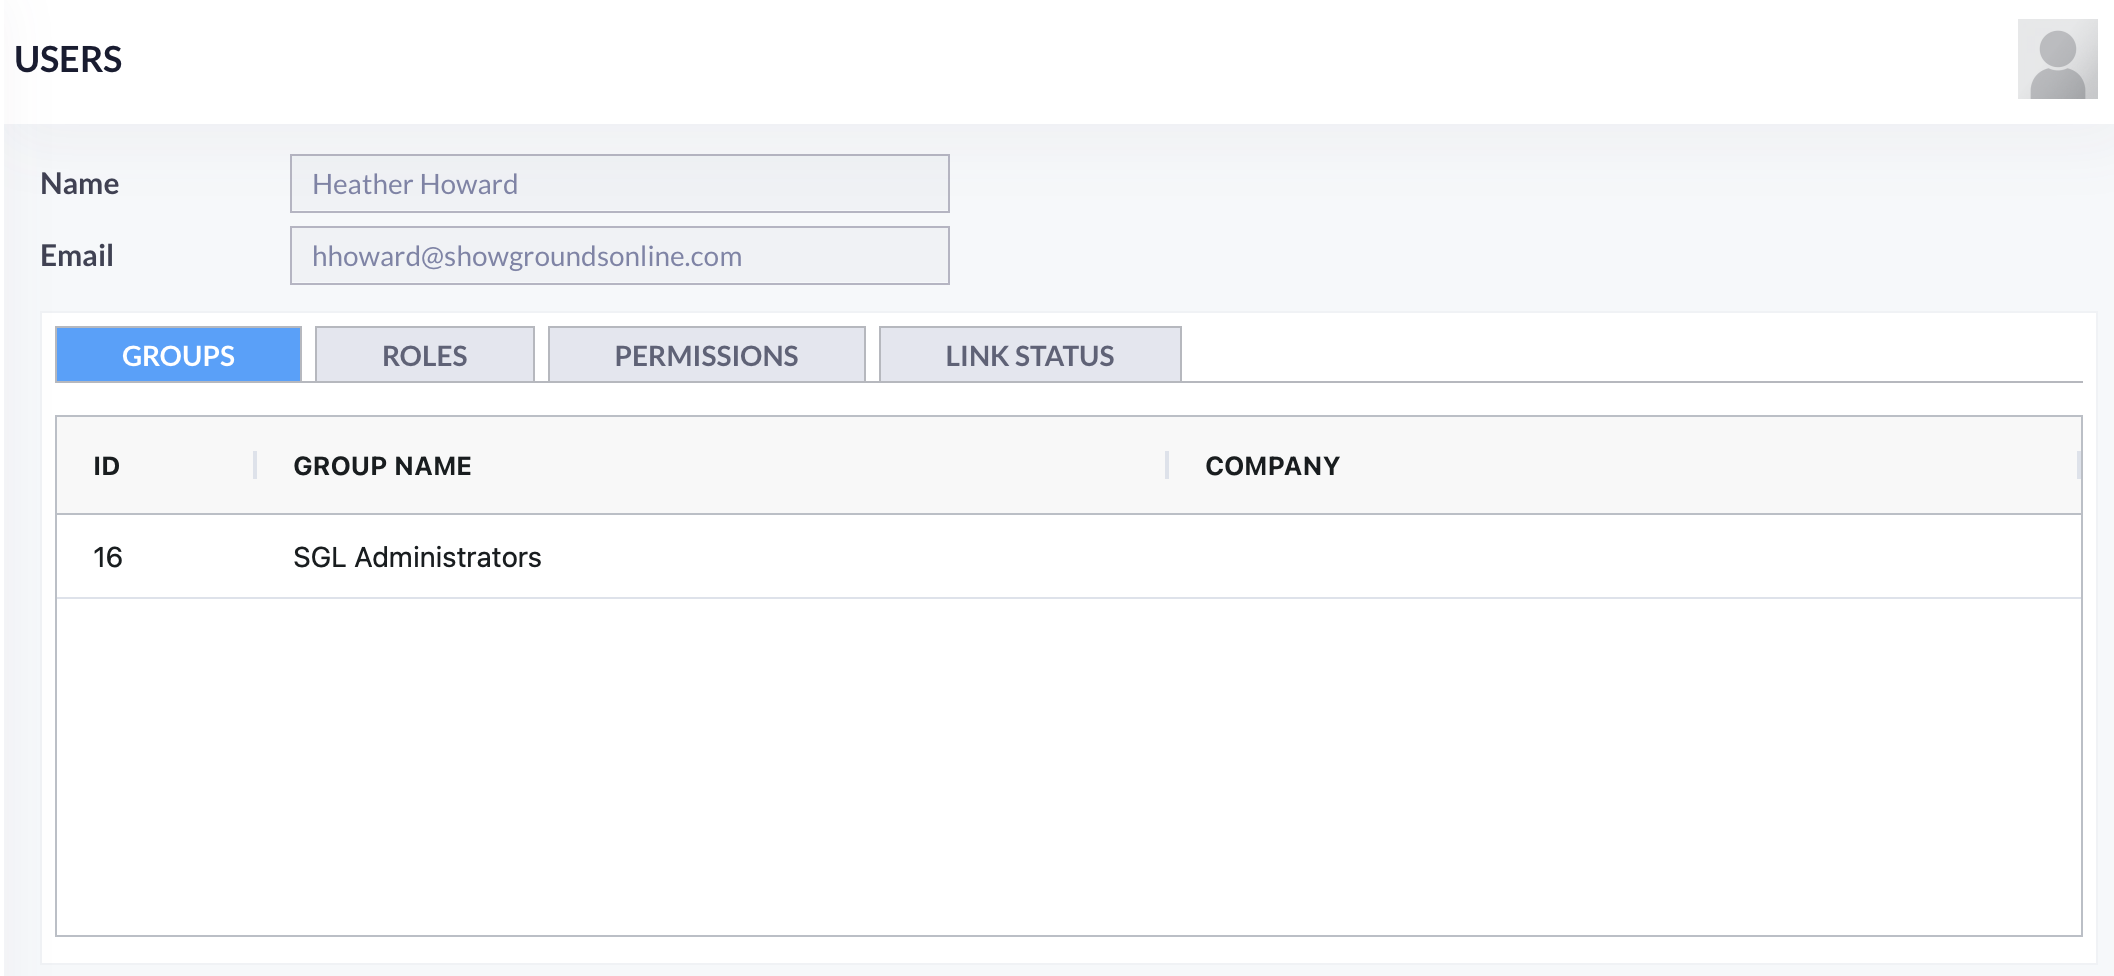 USERS
Name
Heather Howard
Email
hhoward@showgroundsonline.com
GROUPS ROLES PERMISSIONS LINK STATUS
ID GROUP NAME COMPANY
16 SGL Administrators